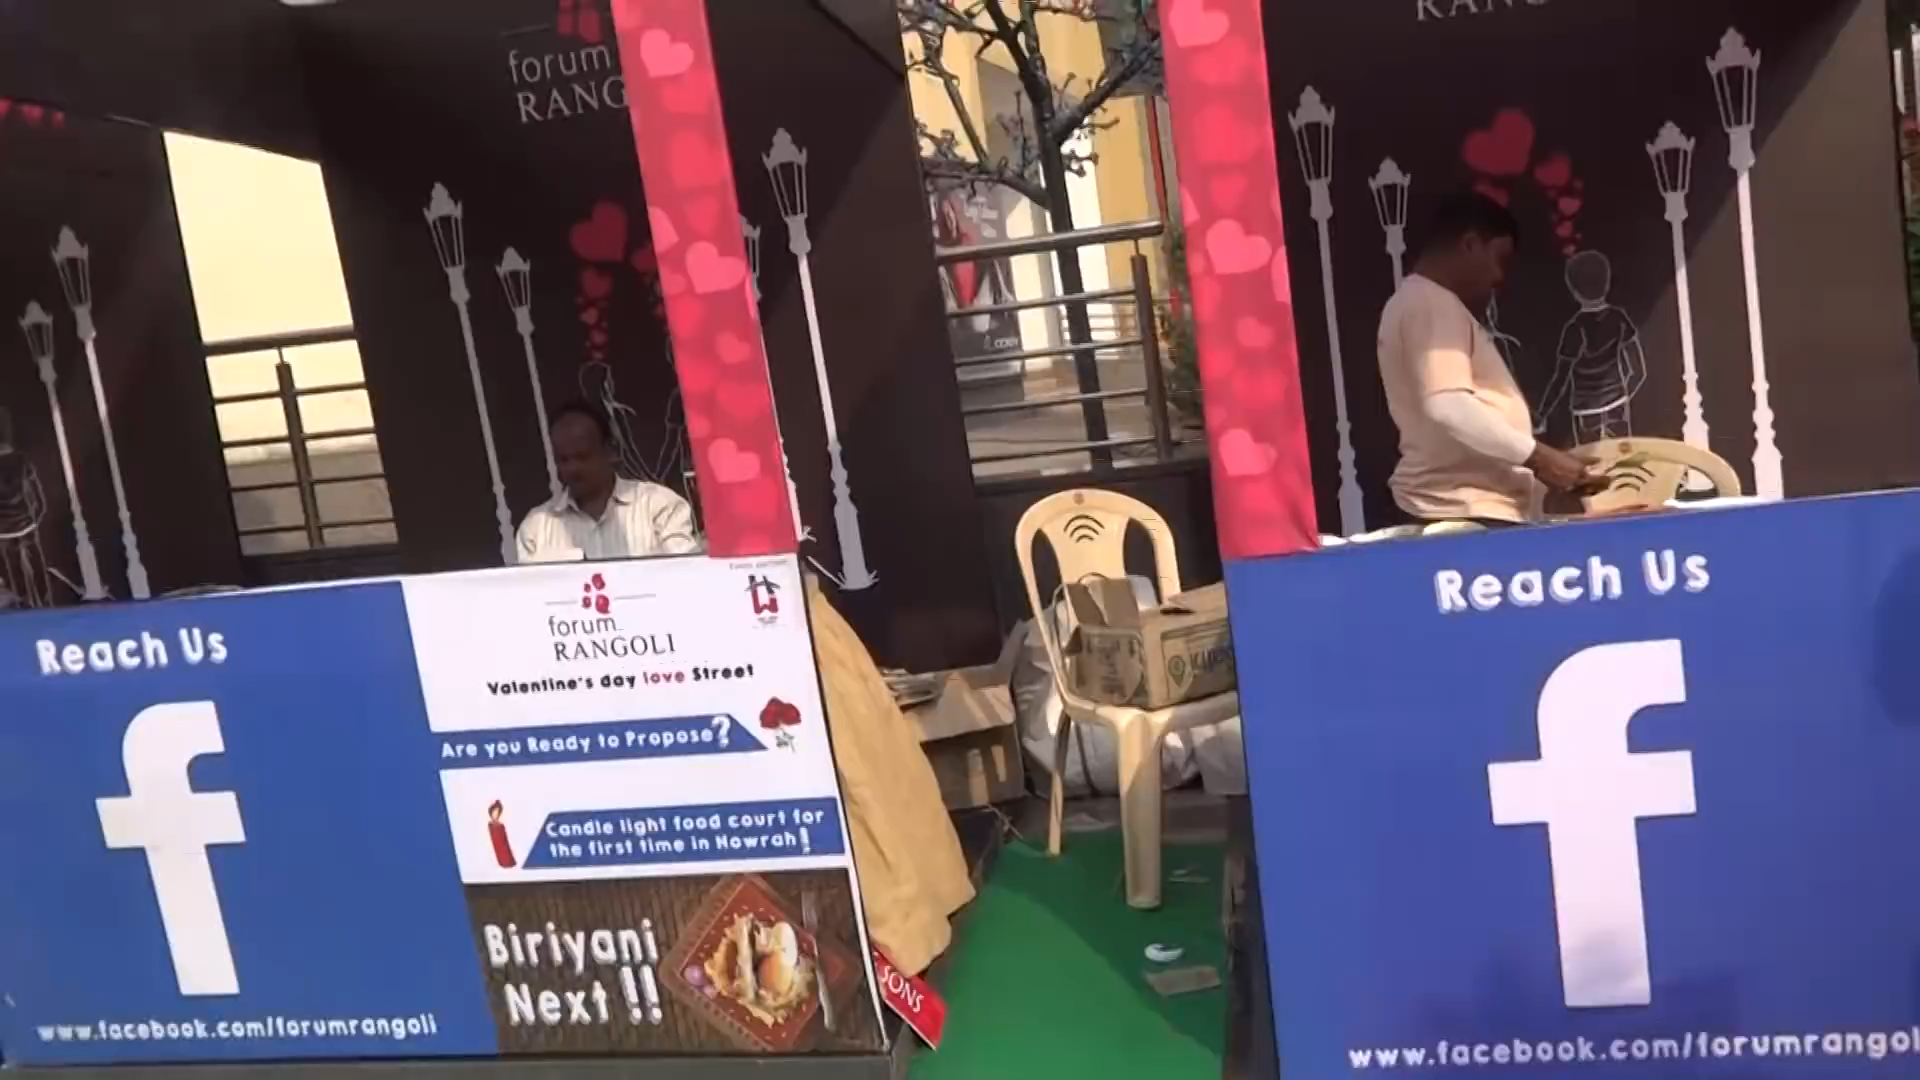 forum
RANG
RANG
Reach Us
f
www.facebook.com/forumrangoli
forum
RANGOLI
Valentine's day love Street
Are you Ready to Propose?
Candle light food court for
the first time in Howrah!
Biriyani
Next !!
SONS
Reach Us
f
www.facebook.com/forumrangol